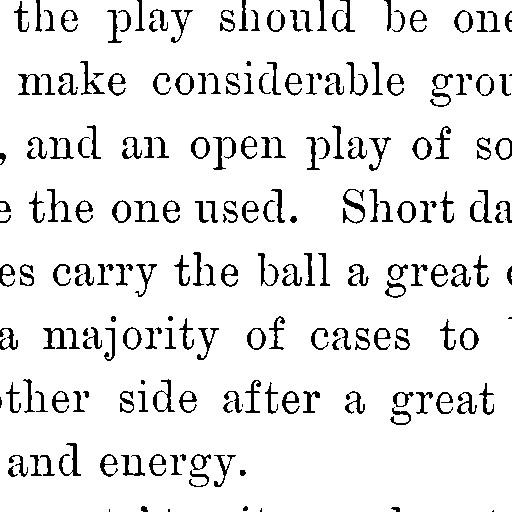 the play should be one
make considerable grou
, and an open play of so
e the one used. Short da
es carry the ball a great
a majority of cases to
other side after a great
and energy.